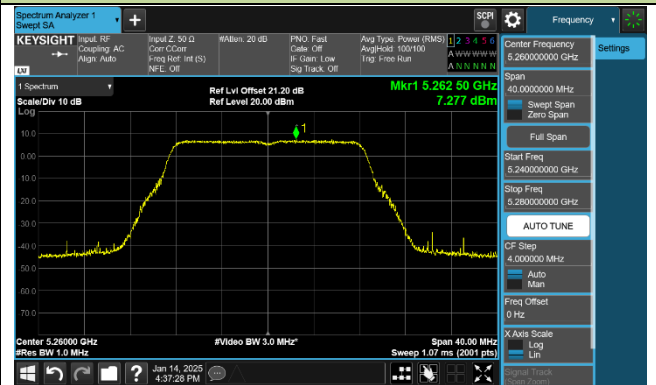 Spectrum Analyzer 1
Swept SA
SCPI
Frequency
KEYSIGHT
Input: RF
Coupling: AC
Align: Auto
Input Z: 50 Ω
Corr CCorr
Freq Ref: Int (S)
NFE: Off
#Atten: 20 dB
PNO: Fast
Gate: Off
IF Gain: Low
Sig Track: Off
Avg Type: Power (RMS)
Avg|Hold: 100/100
Trig: Free Run
1 2 3 4 5 6
A W W W W W
A N N N N N
LXI
1 Spectrum
Scale/Div 10 dB
Log
Ref Lvl Offset 21.20 dB
Ref Level 20.00 dBm
Mkr1 5.262 50 GHz
7.277 dBm
1
10.0
0.00
-10.0
-20.0
-30.0
-40.0
-50.0
-60.0
-70.0
Center 5.26000 GHz
#Res BW 1.0 MHz
#Video BW 3.0 MHz*
Span 40.00 MHz
Sweep 1.07 ms (2001 pts)
Center Frequency
5.260000000 GHz
Settings
Span
40.0000000 MHz
Swept Span
Zero Span
Full Span
Start Freq
5.240000000 GHz
Stop Freq
5.280000000 GHz
AUTO TUNE
CF Step
4.000000 MHz
Auto
Man
Freq Offset
0 Hz
X Axis Scale
Log
Lin
Signal Track
(Span Zoom)
?
Jan 14, 2025
4:37:28 PM